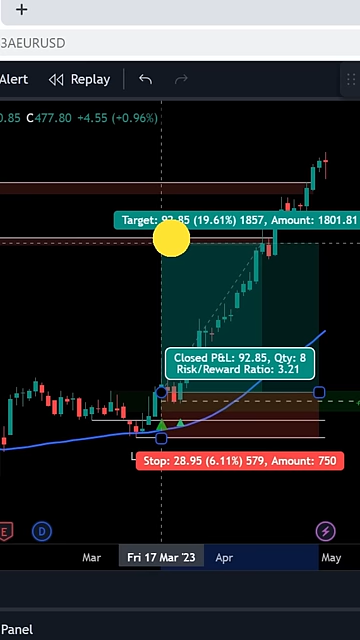 3AEURUSD
Alert Replay
0.85 C477.80 +4.55 (+0.96%)
Target: 92.85 (19.61%) 1857, Amount: 1801.81
Closed P&L: 92.85, Qty: 8
Risk/Reward Ratio: 3.21
Stop: 28.95 (6.11%) 579, Amount: 750
E D
Mar Fri 17 Mar '23 Apr May
Panel